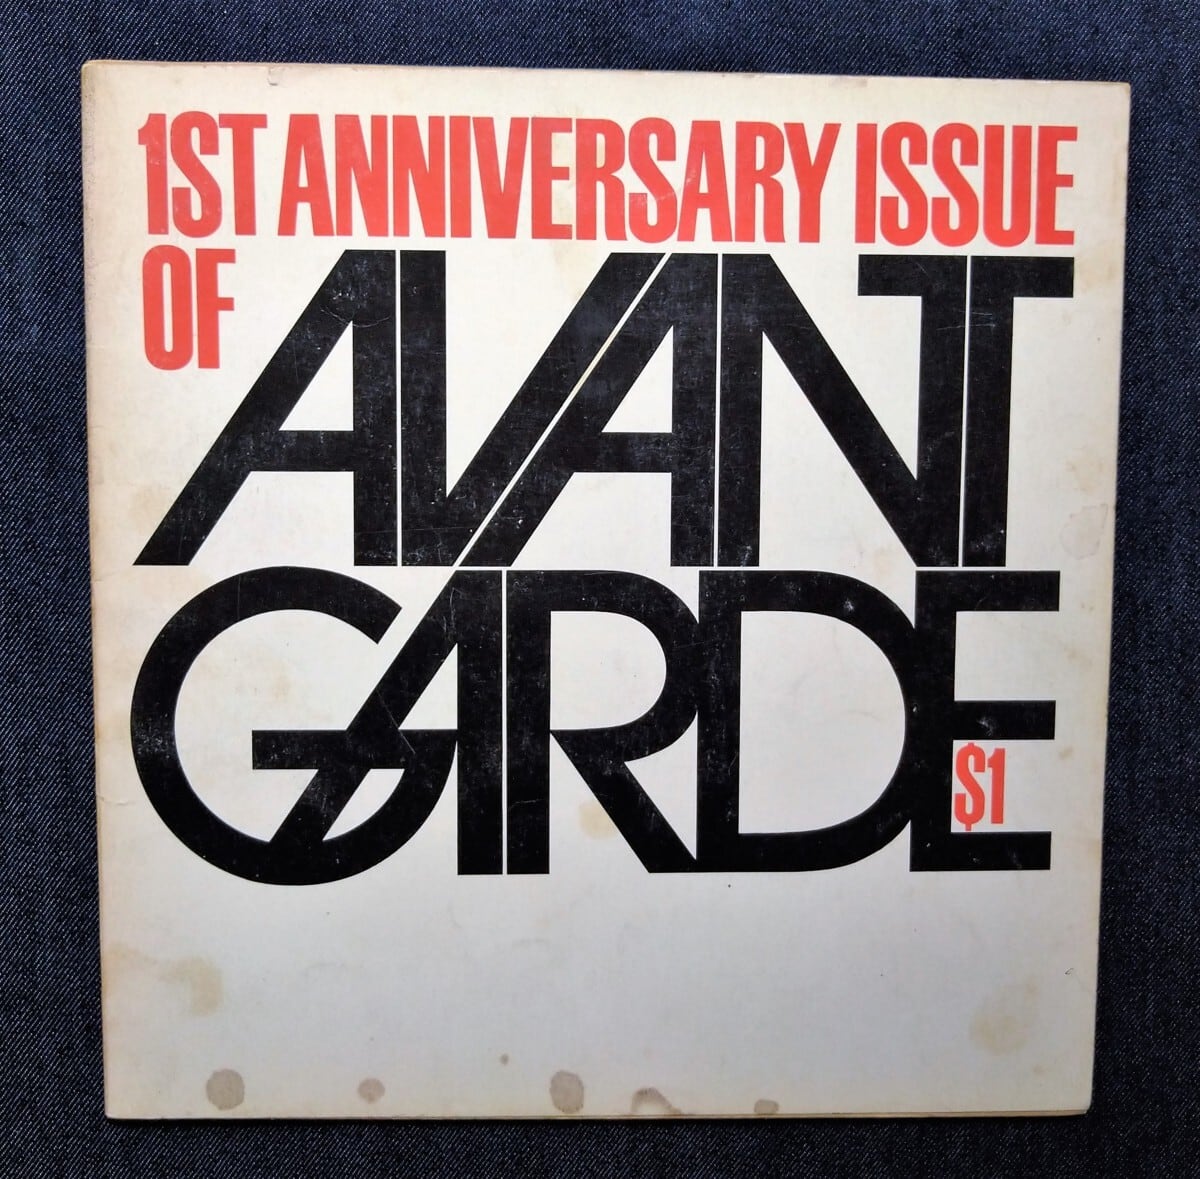 1ST ANNIVERSARY ISSUE
OF AVANT
GARDE
$1